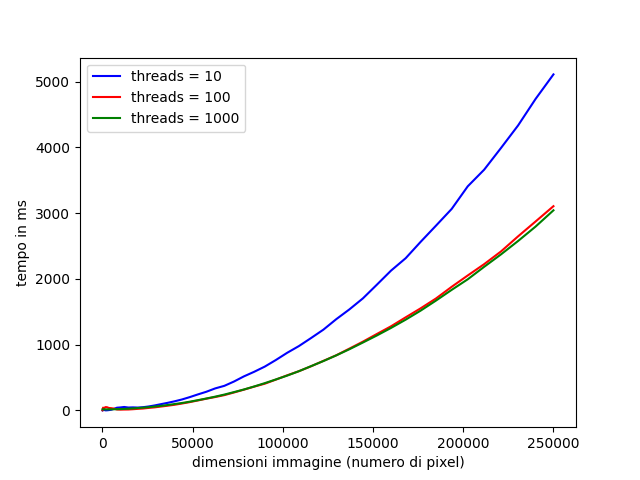 threads = 10
threads = 100
threads = 1000
5000
4000
3000
2000
1000
0
tempo in ms
0 50000 100000 150000 200000 250000
dimensioni immagine (numero di pixel)